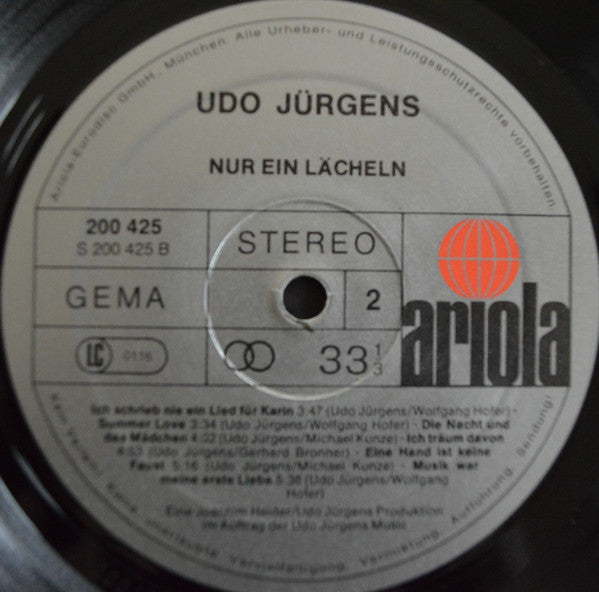 Ariola-Eurodisc GmbH., München. Alle Urheber- und Leistungsschutzrechte vorbehalten.
UDO JÜRGENS
NUR EIN LÄCHELN
200 425
S 200 425 B
STEREO
GEMA
2
ariola
LC 0116
33 1/3
Ich schrieb nie ein Lied für Karin 3:47 (Udo Jürgens/Wolfgang Hofer) ·
Summer Love 3:34 (Udo Jürgens/Wolfgang Hofer) · Die Nacht und
das Mädchen 4:02 (Udo Jürgens/Michael Kunze) · Ich träum davon
4:53 (Udo Jürgens/Gerhard Bronner) · Eine Hand ist keine
Faust 5:16 (Udo Jürgens/Michael Kunze) · Musik war
meine erste Liebe 5:38 (Udo Jürgens/Wolfgang
Hofer)
Eine Joachim Heider/Udo Jürgens Produktion
im Auftrag der Udo Jürgens Music
Kein Verleih! Keine unerlaubte Vervielfältigung, Vermietung, Aufführung, Sendung!